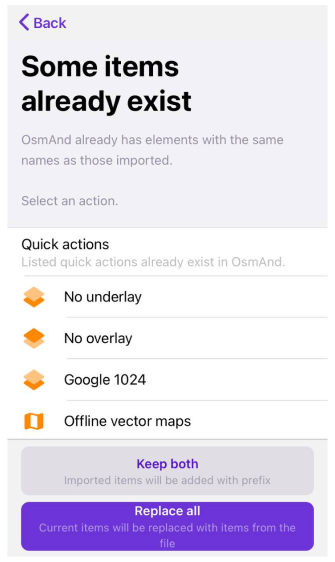 Back
Some items
already exist
OsmAnd already has elements with the same
names as those imported.
Select an action.
Quick actions
Listed quick actions already exist in OsmAnd.
No underlay
No overlay
Google 1024
Offline vector maps
Keep both
Imported items will be added with prefix
Replace all
Current items will be replaced with items from the
file